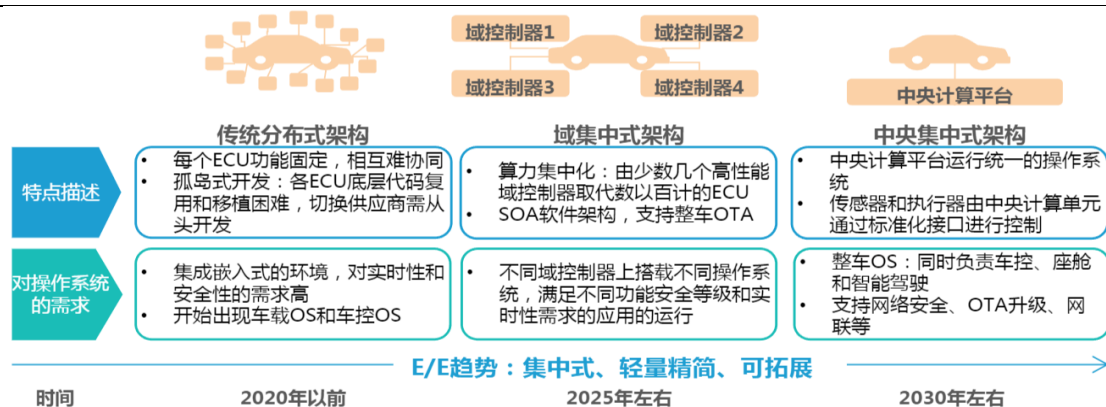 域控制器1
域控制器2
域控制器3
域控制器4
中央计算平台
传统分布式架构
域集中式架构
中央集中式架构
特点描述
• 每个ECU功能固定，相互难协同
• 孤岛式开发：各ECU底层代码复
用和移植困难，切换供应商需从
头开发
• 算力集中化：由少数几个高性能
域控制器取代数以百计的ECU
• SOA软件架构，支持整车OTA
• 中央计算平台运行统一的操作系
统
• 传感器和执行器由中央计算单元
通过标准化接口进行控制
对操作系统
的需求
• 集成嵌入式的环境，对实时性和
安全性的需求高
• 开始出现车载OS和车控OS
• 不同域控制器上搭载不同操作系
统，满足不同功能安全等级和实
时性需求的应用的运行
• 整车OS：同时负责车控、座舱
和智能驾驶
• 支持网络安全、OTA升级、网
联等
E/E趋势：集中式、轻量精简、可拓展
时间
2020年以前
2025年左右
2030年左右